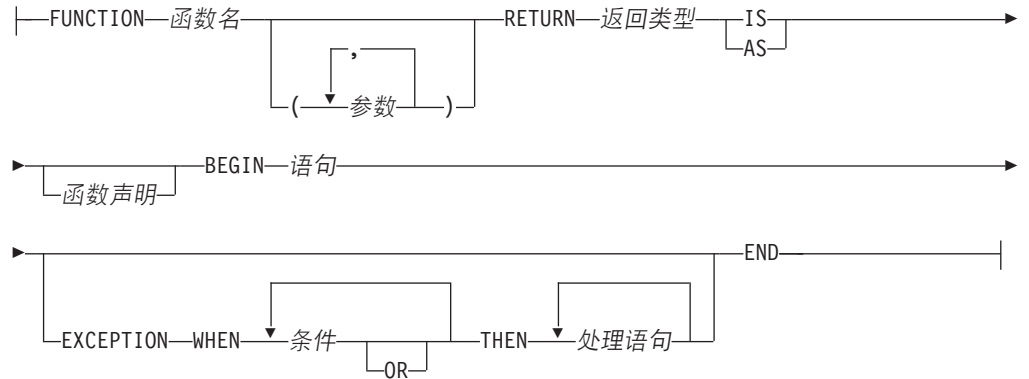 FUNCTION 函数名 RETURN 返回类型 IS
AS
,
( 参数 )
BEGIN 语句
函数声明
END
EXCEPTION WHEN 条件 THEN 处理语句
OR